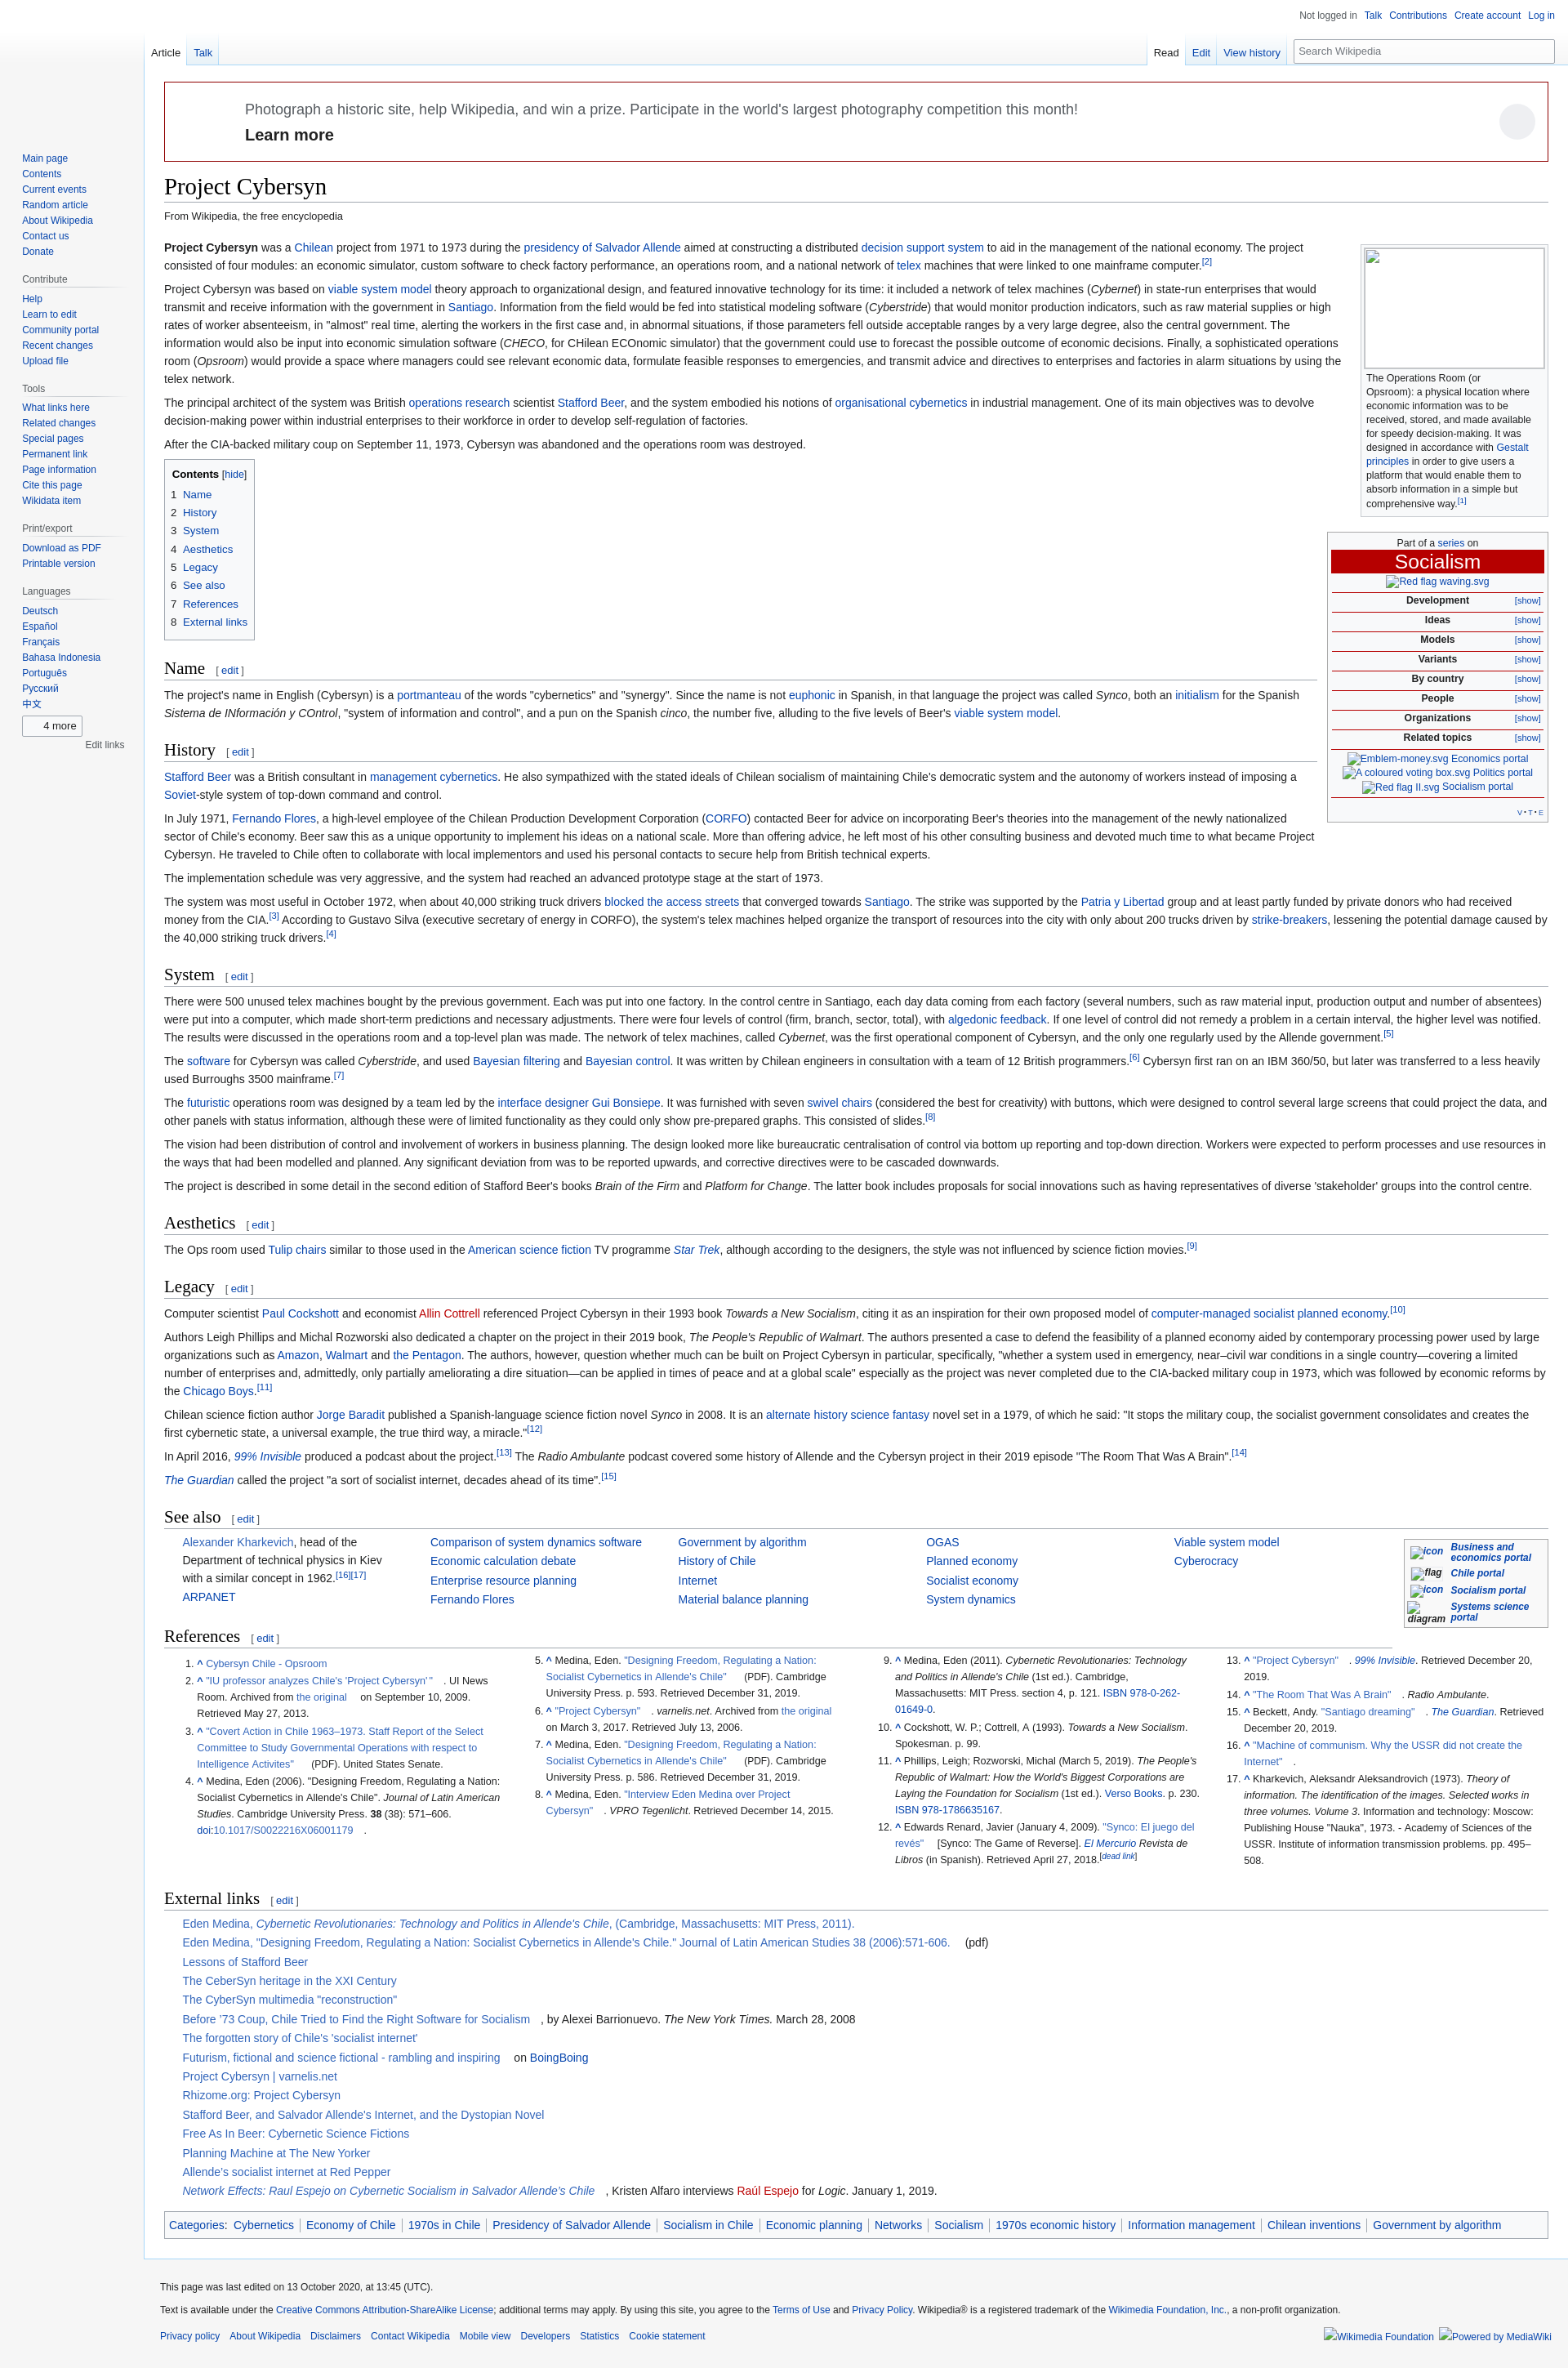 Not logged in Talk Contributions Create account Log in
Article Talk
Read Edit View history Search Wikipedia
Photograph a historic site, help Wikipedia, and win a prize. Participate in the world's largest photography competition this month!
Learn more
Main page
Contents
Current events
Random article
About Wikipedia
Contact us
Donate
Contribute
Help
Learn to edit
Community portal
Recent changes
Upload file
Tools
What links here
Related changes
Special pages
Permanent link
Page information
Cite this page
Wikidata item
Print/export
Download as PDF
Printable version
Languages
Deutsch
Español
Français
Bahasa Indonesia
Português
Русский
中文
4 more
Edit links
Project Cybersyn
From Wikipedia, the free encyclopedia
Project Cybersyn was a Chilean project from 1971 to 1973 during the presidency of Salvador Allende aimed at constructing a distributed decision support system to aid in the management of the national economy. The project
consisted of four modules: an economic simulator, custom software to check factory performance, an operations room, and a national network of telex machines that were linked to one mainframe computer.[2]
Project Cybersyn was based on viable system model theory approach to organizational design, and featured innovative technology for its time: it included a network of telex machines (Cybernet) in state-run enterprises that would
transmit and receive information with the government in Santiago. Information from the field would be fed into statistical modeling software (Cyberstride) that would monitor production indicators, such as raw material supplies or high
rates of worker absenteeism, in "almost" real time, alerting the workers in the first case and, in abnormal situations, if those parameters fell outside acceptable ranges by a very large degree, also the central government. The
information would also be input into economic simulation software (CHECO, for CHilean ECOnomic simulator) that the government could use to forecast the possible outcome of economic decisions. Finally, a sophisticated operations
room (Opsroom) would provide a space where managers could see relevant economic data, formulate feasible responses to emergencies, and transmit advice and directives to enterprises and factories in alarm situations by using the
telex network.
The principal architect of the system was British operations research scientist Stafford Beer, and the system embodied his notions of organisational cybernetics in industrial management. One of its main objectives was to devolve
decision-making power within industrial enterprises to their workforce in order to develop self-regulation of factories.
After the CIA-backed military coup on September 11, 1973, Cybersyn was abandoned and the operations room was destroyed.
The Operations Room (or
Opsroom): a physical location where
economic information was to be
received, stored, and made available
for speedy decision-making. It was
designed in accordance with Gestalt
principles in order to give users a
platform that would enable them to
absorb information in a simple but
comprehensive way.[1]
Contents [hide]
1 Name
2 History
3 System
4 Aesthetics
5 Legacy
6 See also
7 References
8 External links
Part of a series on
Socialism
Red flag waving.svg
Development [show]
Ideas [show]
Models [show]
Variants [show]
By country [show]
People [show]
Organizations [show]
Related topics [show]
Emblem-money.svg Economics portal
A coloured voting box.svg Politics portal
Red flag II.svg Socialism portal
V · T · E
Name [ edit ]
The project's name in English (Cybersyn) is a portmanteau of the words "cybernetics" and "synergy". Since the name is not euphonic in Spanish, in that language the project was called Synco, both an initialism for the Spanish
Sistema de INformación y COntrol, "system of information and control", and a pun on the Spanish cinco, the number five, alluding to the five levels of Beer's viable system model.
History [ edit ]
Stafford Beer was a British consultant in management cybernetics. He also sympathized with the stated ideals of Chilean socialism of maintaining Chile's democratic system and the autonomy of workers instead of imposing a
Soviet-style system of top-down command and control.
In July 1971, Fernando Flores, a high-level employee of the Chilean Production Development Corporation (CORFO) contacted Beer for advice on incorporating Beer's theories into the management of the newly nationalized
sector of Chile's economy. Beer saw this as a unique opportunity to implement his ideas on a national scale. More than offering advice, he left most of his other consulting business and devoted much time to what became Project
Cybersyn. He traveled to Chile often to collaborate with local implementors and used his personal contacts to secure help from British technical experts.
The implementation schedule was very aggressive, and the system had reached an advanced prototype stage at the start of 1973.
The system was most useful in October 1972, when about 40,000 striking truck drivers blocked the access streets that converged towards Santiago. The strike was supported by the Patria y Libertad group and at least partly funded by private donors who had received
money from the CIA.[3] According to Gustavo Silva (executive secretary of energy in CORFO), the system's telex machines helped organize the transport of resources into the city with only about 200 trucks driven by strike-breakers, lessening the potential damage caused by
the 40,000 striking truck drivers.[4]
System [ edit ]
There were 500 unused telex machines bought by the previous government. Each was put into one factory. In the control centre in Santiago, each day data coming from each factory (several numbers, such as raw material input, production output and number of absentees)
were put into a computer, which made short-term predictions and necessary adjustments. There were four levels of control (firm, branch, sector, total), with algedonic feedback. If one level of control did not remedy a problem in a certain interval, the higher level was notified.
The results were discussed in the operations room and a top-level plan was made. The network of telex machines, called Cybernet, was the first operational component of Cybersyn, and the only one regularly used by the Allende government.[5]
The software for Cybersyn was called Cyberstride, and used Bayesian filtering and Bayesian control. It was written by Chilean engineers in consultation with a team of 12 British programmers.[6] Cybersyn first ran on an IBM 360/50, but later was transferred to a less heavily
used Burroughs 3500 mainframe.[7]
The futuristic operations room was designed by a team led by the interface designer Gui Bonsiepe. It was furnished with seven swivel chairs (considered the best for creativity) with buttons, which were designed to control several large screens that could project the data, and
other panels with status information, although these were of limited functionality as they could only show pre-prepared graphs. This consisted of slides.[8]
The vision had been distribution of control and involvement of workers in business planning. The design looked more like bureaucratic centralisation of control via bottom up reporting and top-down direction. Workers were expected to perform processes and use resources in
the ways that had been modelled and planned. Any significant deviation from was to be reported upwards, and corrective directives were to be cascaded downwards.
The project is described in some detail in the second edition of Stafford Beer's books Brain of the Firm and Platform for Change. The latter book includes proposals for social innovations such as having representatives of diverse 'stakeholder' groups into the control centre.
Aesthetics [ edit ]
The Ops room used Tulip chairs similar to those used in the American science fiction TV programme Star Trek, although according to the designers, the style was not influenced by science fiction movies.[9]
Legacy [ edit ]
Computer scientist Paul Cockshott and economist Allin Cottrell referenced Project Cybersyn in their 1993 book Towards a New Socialism, citing it as an inspiration for their own proposed model of computer-managed socialist planned economy.[10]
Authors Leigh Phillips and Michal Rozworski also dedicated a chapter on the project in their 2019 book, The People's Republic of Walmart. The authors presented a case to defend the feasibility of a planned economy aided by contemporary processing power used by large
organizations such as Amazon, Walmart and the Pentagon. The authors, however, question whether much can be built on Project Cybersyn in particular, specifically, "whether a system used in emergency, near–civil war conditions in a single country—covering a limited
number of enterprises and, admittedly, only partially ameliorating a dire situation—can be applied in times of peace and at a global scale" especially as the project was never completed due to the CIA-backed military coup in 1973, which was followed by economic reforms by
the Chicago Boys.[11]
Chilean science fiction author Jorge Baradit published a Spanish-language science fiction novel Synco in 2008. It is an alternate history science fantasy novel set in a 1979, of which he said: "It stops the military coup, the socialist government consolidates and creates the
first cybernetic state, a universal example, the true third way, a miracle."[12]
In April 2016, 99% Invisible produced a podcast about the project.[13] The Radio Ambulante podcast covered some history of Allende and the Cybersyn project in their 2019 episode "The Room That Was A Brain".[14]
The Guardian called the project "a sort of socialist internet, decades ahead of its time".[15]
See also [ edit ]
Alexander Kharkevich, head of the
Department of technical physics in Kiev
with a similar concept in 1962.[16][17]
ARPANET
Comparison of system dynamics software
Economic calculation debate
Enterprise resource planning
Fernando Flores
Government by algorithm
History of Chile
Internet
Material balance planning
OGAS
Planned economy
Socialist economy
System dynamics
Viable system model
Cyberocracy
icon Business and
economics portal
flag Chile portal
icon Socialism portal
diagram Systems science
portal
References [ edit ]
1. ^ Cybersyn Chile - Opsroom
2. ^ "IU professor analyzes Chile's 'Project Cybersyn' " . UI News
Room. Archived from the original on September 10, 2009.
Retrieved May 27, 2013.
3. ^ "Covert Action in Chile 1963–1973. Staff Report of the Select
Committee to Study Governmental Operations with respect to
Intelligence Activites" (PDF). United States Senate.
4. ^ Medina, Eden (2006). "Designing Freedom, Regulating a Nation:
Socialist Cybernetics in Allende's Chile". Journal of Latin American
Studies. Cambridge University Press. 38 (38): 571–606.
doi:10.1017/S0022216X06001179 .
5. ^ Medina, Eden. "Designing Freedom, Regulating a Nation:
Socialist Cybernetics in Allende's Chile" (PDF). Cambridge
University Press. p. 593. Retrieved December 31, 2019.
6. ^ "Project Cybersyn" . varnelis.net. Archived from the original
on March 3, 2017. Retrieved July 13, 2006.
7. ^ Medina, Eden. "Designing Freedom, Regulating a Nation:
Socialist Cybernetics in Allende's Chile" (PDF). Cambridge
University Press. p. 586. Retrieved December 31, 2019.
8. ^ Medina, Eden. "Interview Eden Medina over Project
Cybersyn" . VPRO Tegenlicht. Retrieved December 14, 2015.
9. ^ Medina, Eden (2011). Cybernetic Revolutionaries: Technology
and Politics in Allende's Chile (1st ed.). Cambridge,
Massachusetts: MIT Press. section 4, p. 121. ISBN 978-0-262-
01649-0.
10. ^ Cockshott, W. P.; Cottrell, A (1993). Towards a New Socialism.
Spokesman. p. 99.
11. ^ Phillips, Leigh; Rozworski, Michal (March 5, 2019). The People's
Republic of Walmart: How the World's Biggest Corporations are
Laying the Foundation for Socialism (1st ed.). Verso Books. p. 230.
ISBN 978-1786635167.
12. ^ Edwards Renard, Javier (January 4, 2009). "Synco: El juego del
revés" [Synco: The Game of Reverse]. El Mercurio Revista de
Libros (in Spanish). Retrieved April 27, 2018.[dead link]
13. ^ "Project Cybersyn" . 99% Invisible. Retrieved December 20,
2019.
14. ^ "The Room That Was A Brain" . Radio Ambulante.
15. ^ Beckett, Andy. "Santiago dreaming" . The Guardian. Retrieved
December 20, 2019.
16. ^ "Machine of communism. Why the USSR did not create the
Internet" .
17. ^ Kharkevich, Aleksandr Aleksandrovich (1973). Theory of
information. The identification of the images. Selected works in
three volumes. Volume 3. Information and technology: Moscow:
Publishing House "Nauka", 1973. - Academy of Sciences of the
USSR. Institute of information transmission problems. pp. 495–
508.
External links [ edit ]
Eden Medina, Cybernetic Revolutionaries: Technology and Politics in Allende's Chile, (Cambridge, Massachusetts: MIT Press, 2011).
Eden Medina, "Designing Freedom, Regulating a Nation: Socialist Cybernetics in Allende's Chile." Journal of Latin American Studies 38 (2006):571-606. (pdf)
Lessons of Stafford Beer
The CeberSyn heritage in the XXI Century
The CyberSyn multimedia "reconstruction"
Before '73 Coup, Chile Tried to Find the Right Software for Socialism , by Alexei Barrionuevo. The New York Times. March 28, 2008
The forgotten story of Chile's 'socialist internet'
Futurism, fictional and science fictional - rambling and inspiring on BoingBoing
Project Cybersyn | varnelis.net
Rhizome.org: Project Cybersyn
Stafford Beer, and Salvador Allende's Internet, and the Dystopian Novel
Free As In Beer: Cybernetic Science Fictions
Planning Machine at The New Yorker
Allende's socialist internet at Red Pepper
Network Effects: Raul Espejo on Cybernetic Socialism in Salvador Allende's Chile , Kristen Alfaro interviews Raúl Espejo for Logic. January 1, 2019.
Categories: Cybernetics | Economy of Chile | 1970s in Chile | Presidency of Salvador Allende | Socialism in Chile | Economic planning | Networks | Socialism | 1970s economic history | Information management | Chilean inventions | Government by algorithm
This page was last edited on 13 October 2020, at 13:45 (UTC).
Text is available under the Creative Commons Attribution-ShareAlike License; additional terms may apply. By using this site, you agree to the Terms of Use and Privacy Policy. Wikipedia® is a registered trademark of the Wikimedia Foundation, Inc., a non-profit organization.
Privacy policy About Wikipedia Disclaimers Contact Wikipedia Mobile view Developers Statistics Cookie statement
Wikimedia Foundation Powered by MediaWiki